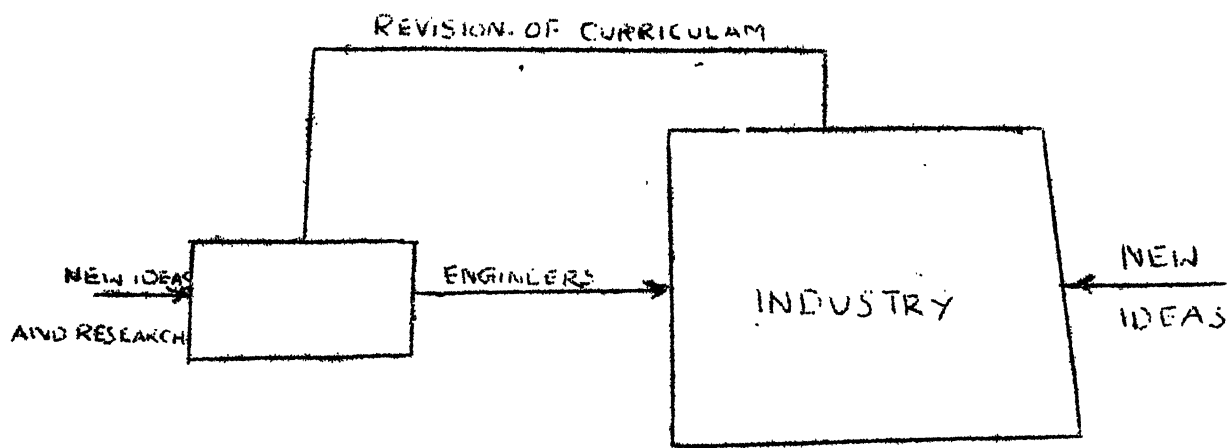 REVISION OF CURRICULAM
NEW IDEAS
AND RESEARCH
ENGINEERS
INDUSTRY
NEW
IDEAS